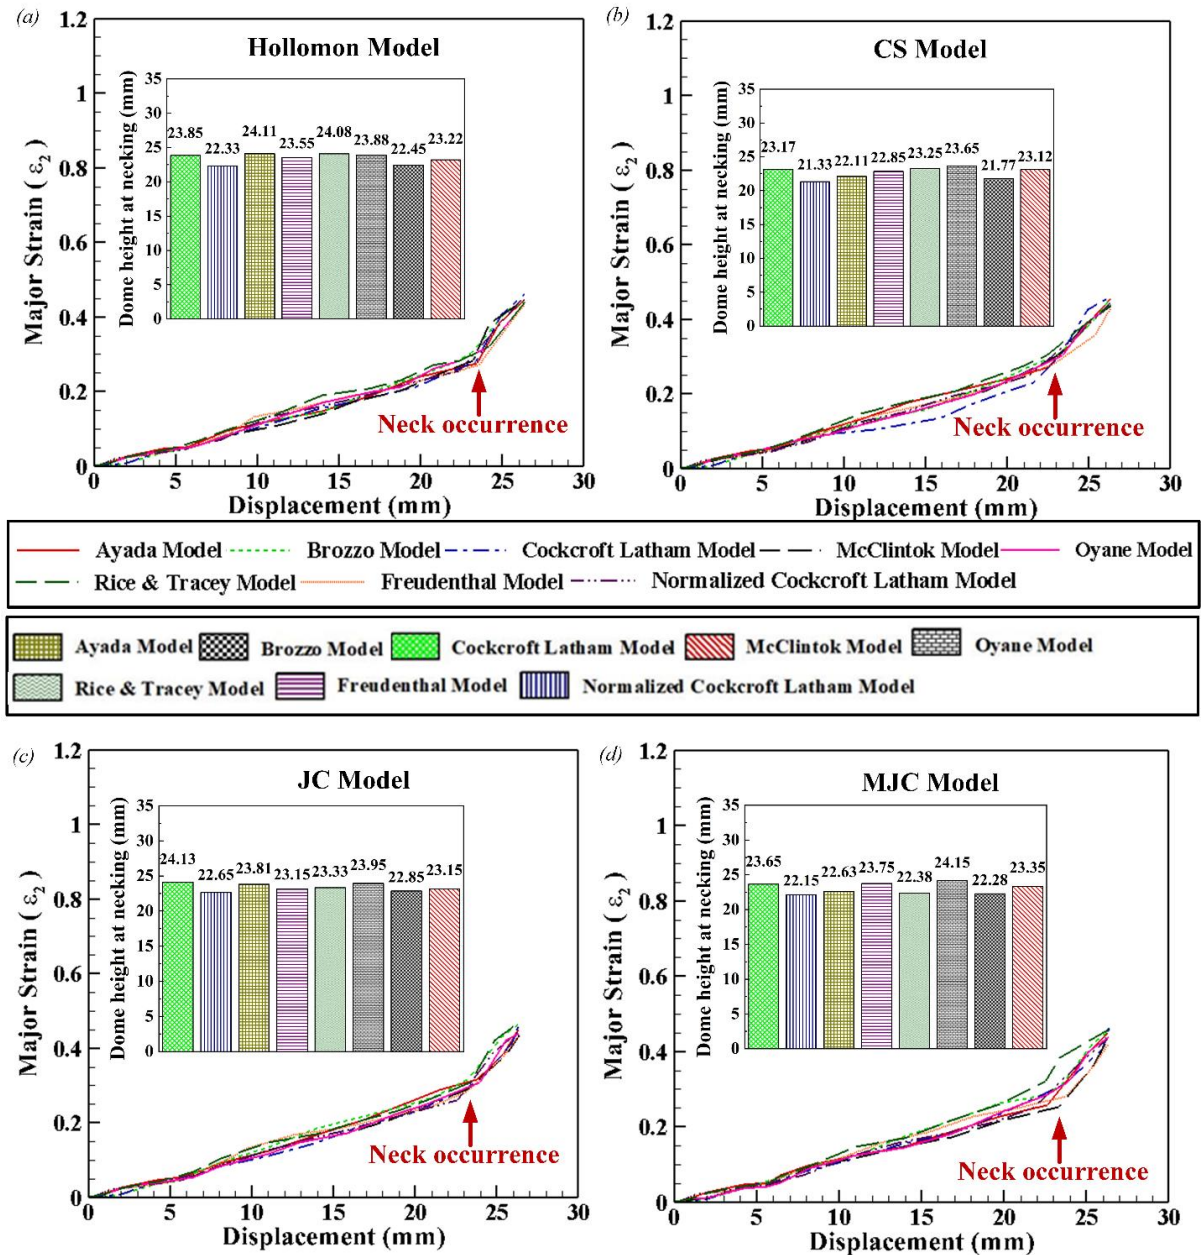 (a)
Hollomon Model
Major Strain ( ε2 )
1.2
1
0.8
0.6
0.4
0.2
0
Dome height at necking (mm)
35
30
25
20
15
10
5
0
23.85 22.33 24.11 23.55 24.08 23.88 22.45 23.22
Neck occurrence
0 5 10 15 20 25 30
Displacement (mm)
(b)
CS Model
Major Strain ( ε2 )
1.2
1
0.8
0.6
0.4
0.2
0
Dome height at necking (mm)
35
30
25
20
15
10
5
0
23.17 21.33 22.11 22.85 23.25 23.65 21.77 23.12
Neck occurrence
0 5 10 15 20 25 30
Displacement (mm)
Ayada Model Brozzo Model Cockcroft Latham Model McClintok Model Oyane Model
Rice & Tracey Model Freudenthal Model Normalized Cockcroft Latham Model
Ayada Model Brozzo Model Cockcroft Latham Model McClintok Model Oyane Model
Rice & Tracey Model Freudenthal Model Normalized Cockcroft Latham Model
(c)
JC Model
Major Strain ( ε2 )
1.2
1
0.8
0.6
0.4
0.2
0
Dome height at necking (mm)
35
30
25
20
15
10
5
0
24.13 22.65 23.81 23.15 23.33 23.95 22.85 23.15
Neck occurrence
0 5 10 15 20 25 30
Displacement (mm)
(d)
MJC Model
Major Strain ( ε2 )
1.2
1
0.8
0.6
0.4
0.2
0
Dome height at necking (mm)
35
30
25
20
15
10
5
0
23.65 22.15 22.63 23.75 22.38 24.15 22.28 23.35
Neck occurrence
0 5 10 15 20 25 30
Displacement (mm)